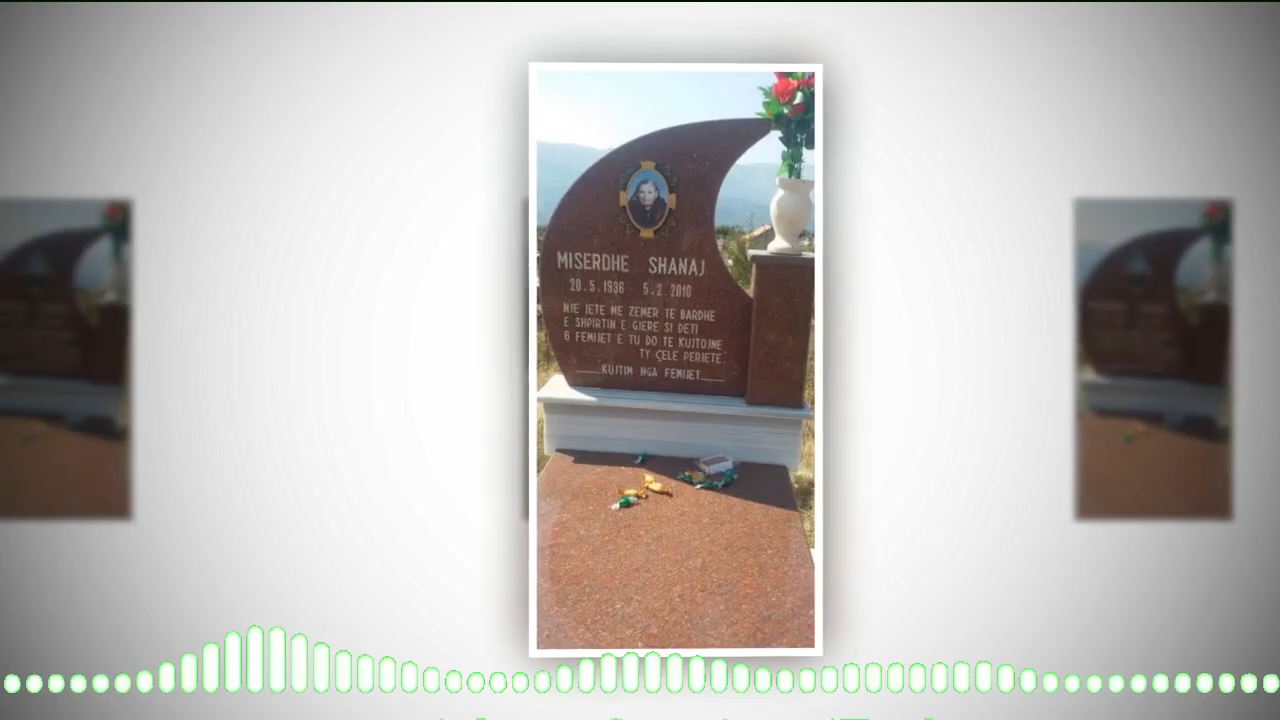 MISERDHE SHANAJ
20.5.1936 5.2.2010
NJE JETE ME ZEMER TE BARDHE
E SHPIRTIN E GJERE SI DETI
6 FEMIJET E TU DO TE KUJTOJNE
TY ÇELE PERJETE.
KUJTIM NGA FEMIJET